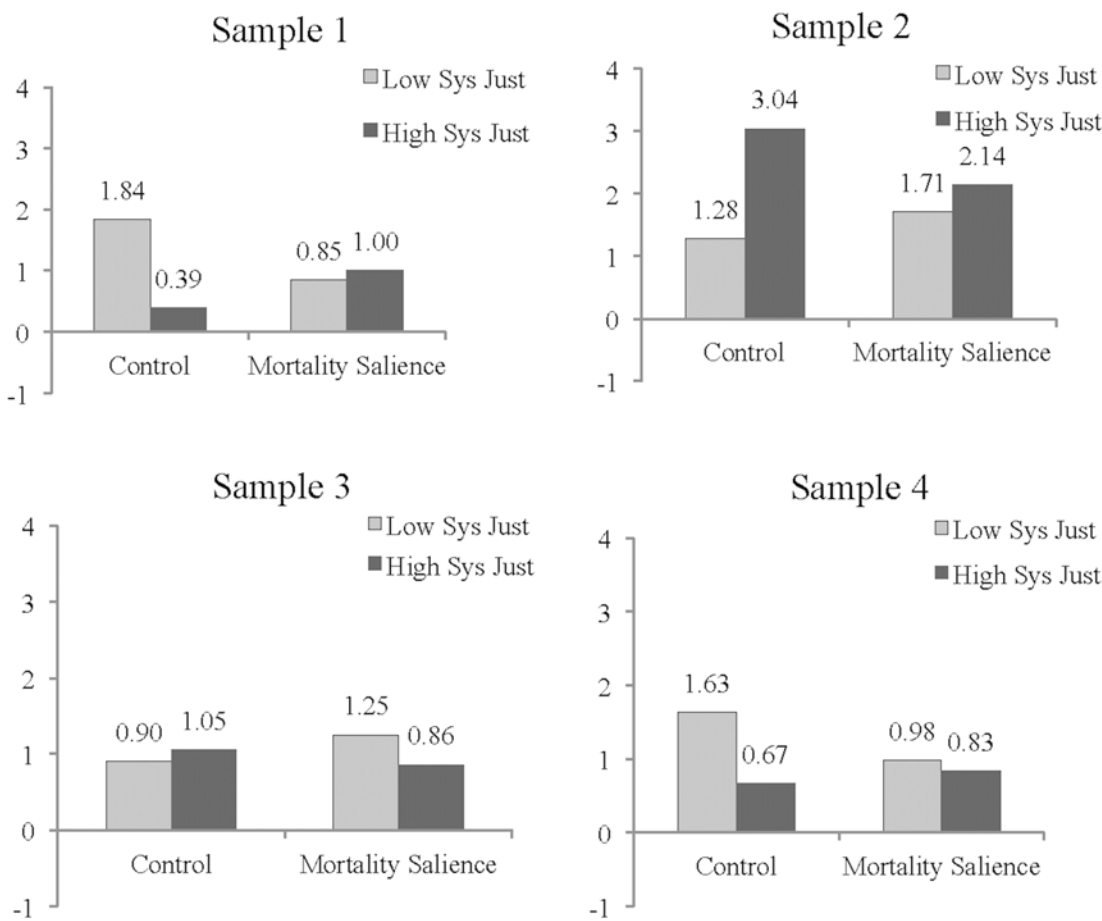 Sample 1
Low Sys Just
High Sys Just
4
3
2
1
0
-1
1.84
0.39
0.85
1.00
Control
Mortality Salience
Sample 2
Low Sys Just
High Sys Just
4
3
2
1
0
-1
1.28
3.04
1.71
2.14
Control
Mortality Salience
Sample 3
Low Sys Just
High Sys Just
4
3
2
1
0
-1
0.90
1.05
1.25
0.86
Control
Mortality Salience
Sample 4
Low Sys Just
High Sys Just
4
3
2
1
0
-1
1.63
0.67
0.98
0.83
Control
Mortality Salience